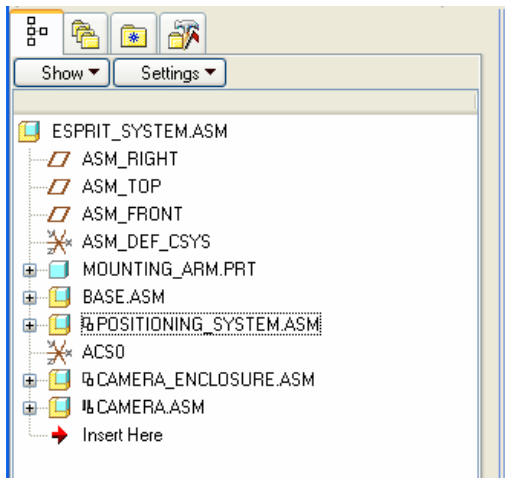 Show Settings
ESPRIT_SYSTEM.ASM
ASM_RIGHT
ASM_TOP
ASM_FRONT
ASM_DEF_CSYS
MOUNTING_ARM.PRT
BASE.ASM
POSITIONING_SYSTEM.ASM
ACS0
CAMERA_ENCLOSURE.ASM
CAMERA.ASM
Insert Here